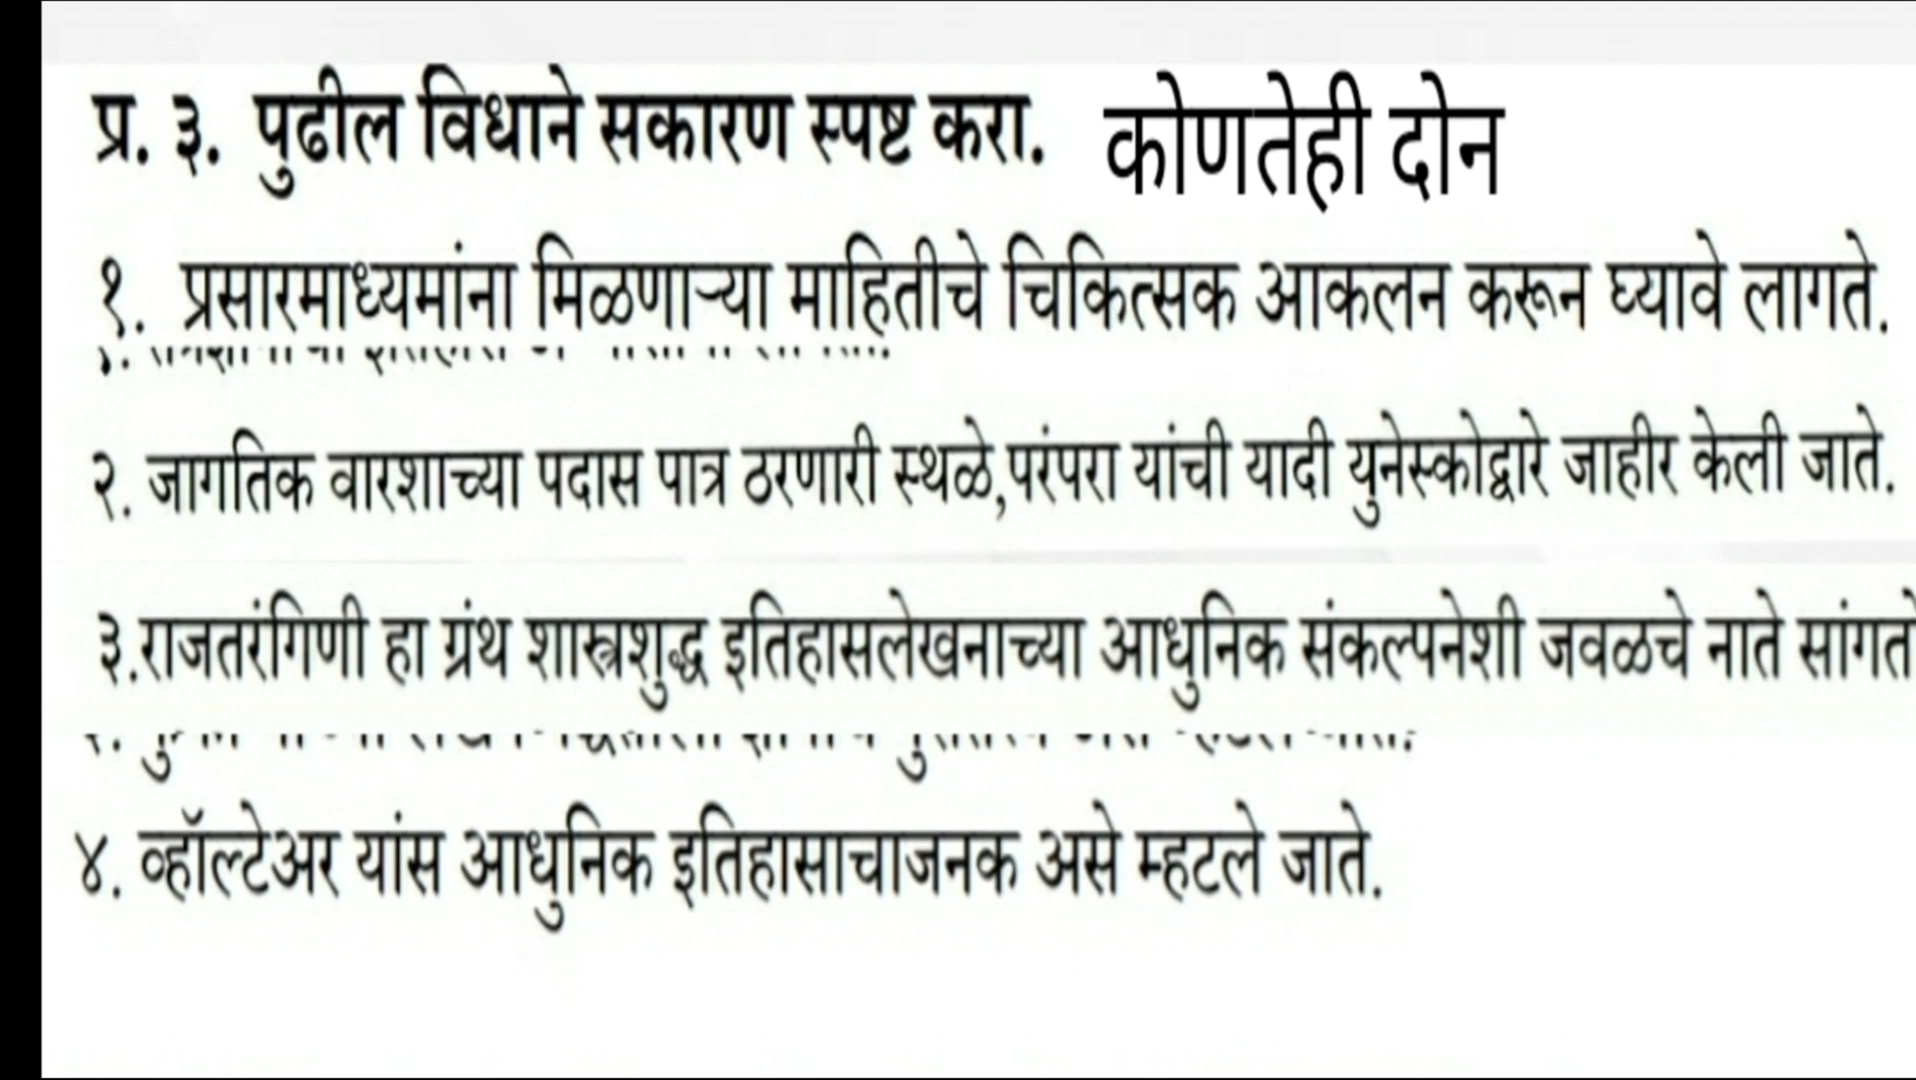 प्र. ३. पुढील विधाने सकारण स्पष्ट करा. कोणतेही दोन
१. प्रसारमाध्यमांना मिळणाऱ्या माहितीचे चिकित्सक आकलन करून घ्यावे लागते.
२. जागतिक वारशाच्या पदास पात्र ठरणारी स्थळे,परंपरा यांची यादी युनेस्कोद्वारे जाहीर केली जाते.
३.राजतरंगिणी हा ग्रंथ शास्त्रशुद्ध इतिहासलेखनाच्या आधुनिक संकल्पनेशी जवळचे नाते सांगतो
४. व्हॉल्टेअर यांस आधुनिक इतिहासाचाजनक असे म्हटले जाते.